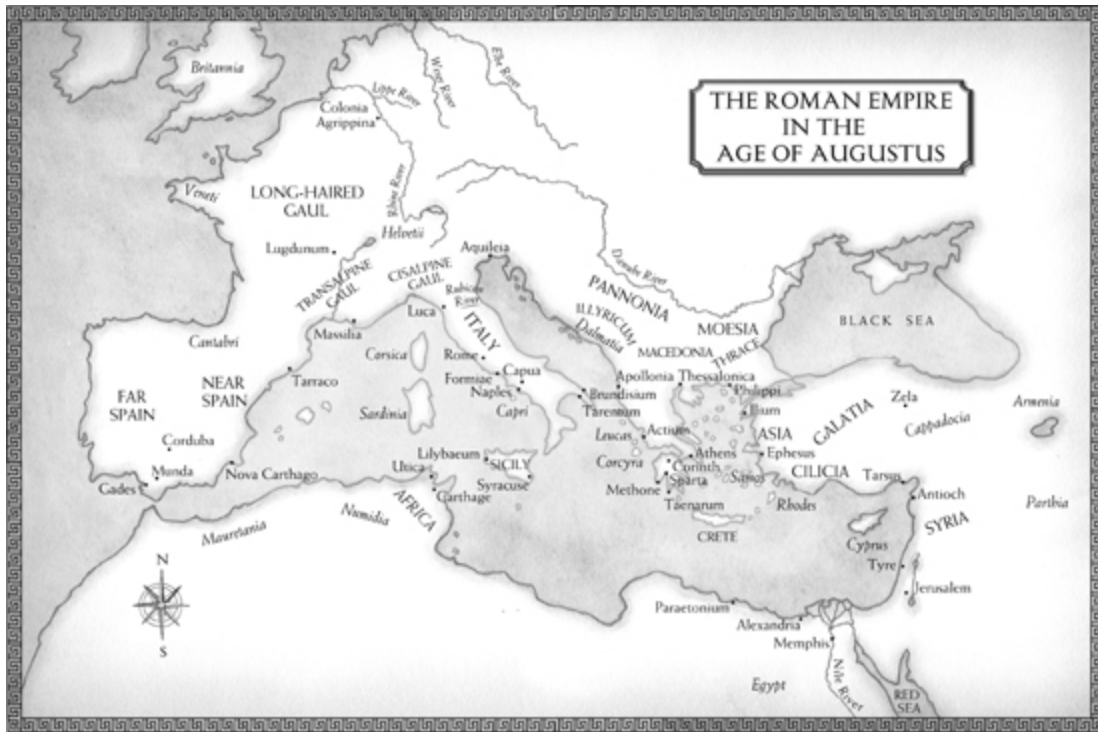 THE ROMAN EMPIRE
IN THE
AGE OF AUGUSTUS
Britannia
Elbe River
Weser River
Lippe River
Colonia
Agrippina
Rhine River
Veneti
LONG-HAIRED
GAUL
Helvetii
Lugdunum
TRANSALPINE
GAUL
CISALPINE
GAUL
Aquileia
Rubicon
River
Danube River
PANNONIA
ILLYRICUM
Dalmatia
MOESIA
BLACK SEA
Luca
ITALY
Massilia
Cantabri
Corsica
Rome
MACEDONIA
THRACE
Tarraco
FAR
SPAIN
NEAR
SPAIN
Formiae
Capua
Naples
Capri
Brundisium
Tarentum
Apollonia
Thessalonica
Philippi
Ilium
Zela
GALATIA
Cappadocia
Armenia
Sardinia
Corduba
Munda
Gades
Nova Carthago
Leucas
Actium
ASIA
Athens
Ephesus
Corcyra
Corinth
Sparta
Samos
CILICIA
Tarsus
Lilybaeum
SICILY
Utica
Syracuse
Carthage
Methone
Taenarum
Rhodes
Antioch
SYRIA
Parthia
AFRICA
Numidia
Mauretania
CRETE
Cyprus
Tyre
Jerusalem
N
S
Paraetonium
Alexandria
Memphis
Nile River
Egypt
RED
SEA